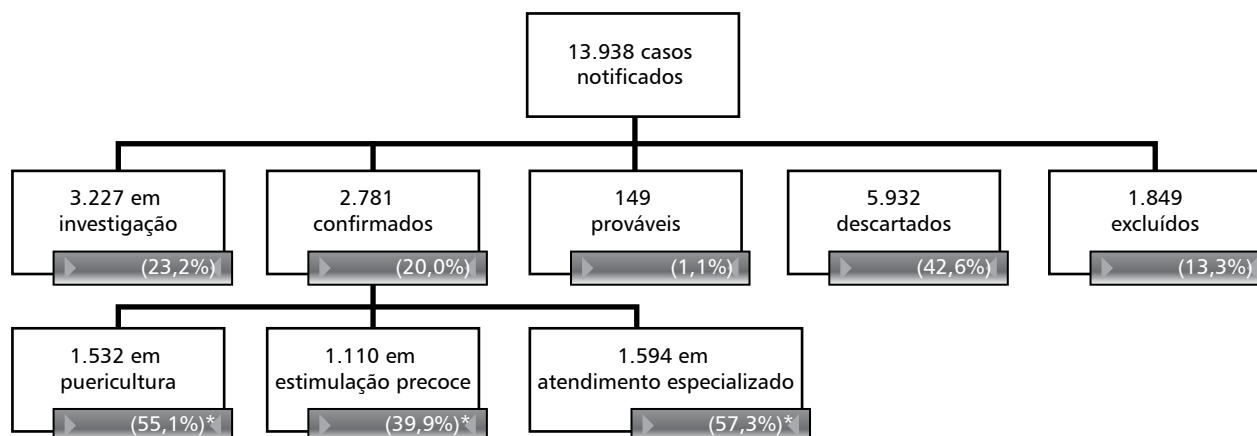 13.938 casos
notificados
3.227 em
investigação
(23,2%)
2.781
confirmados
(20,0%)
149
prováveis
(1,1%)
5.932
descartados
(42,6%)
1.849
excluídos
(13,3%)
1.532 em
puericultura
(55,1%)*
1.110 em
estimulação precoce
(39,9%)*
1.594 em
atendimento especializado
(57,3%)*